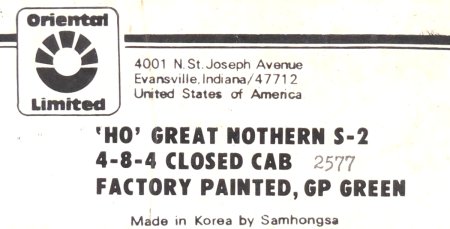 Oriental
Limited
4001 N.St.Joseph Avenue
Evansville,Indiana/47712
United States of America
'HO' GREAT NOTHERN S-2
4-8-4 CLOSED CAB 2577
FACTORY PAINTED, GP GREEN
Made in Korea by Samhongsa